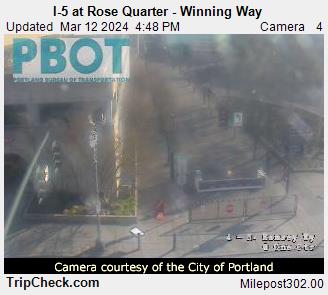 I-5 at Rose Quarter - Winning Way
Updated Mar 12 2024 4:48 PM Camera 4
PBOT
PORTLAND BUREAU OF TRANSPORTATION
Camera courtesy of the City of Portland
TripCheck.com Milepost302.00